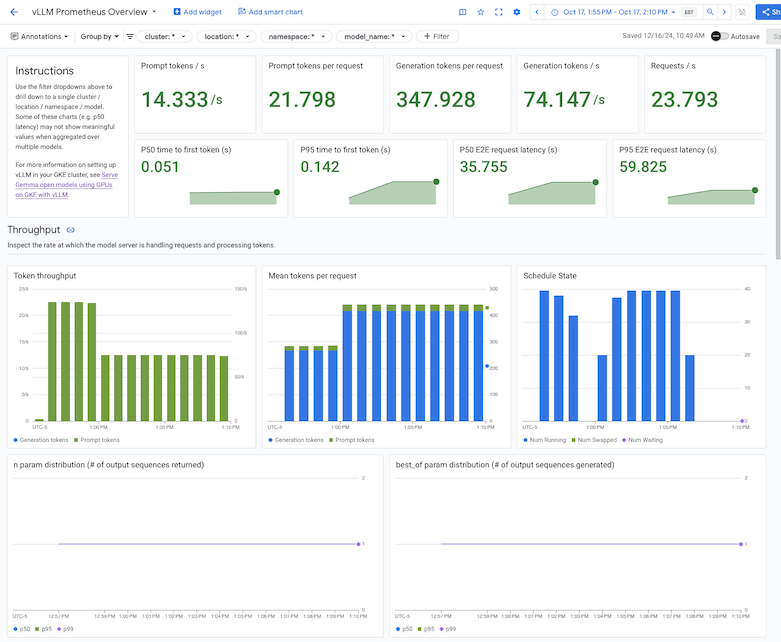 vLLM Prometheus Overview
Add widget
Add smart chart
Oct 17, 1:55 PM - Oct 17, 2:10 PM
EST
Sh
Annotations
Group by
cluster: *
location: *
namespace: *
model_name: *
Filter
Saved 12/16/24, 10:49 AM
Autosave
Sa
Instructions
Use the filter dropdowns above to
drill down to a single cluster /
location / namespace / model.
Some of these charts (e.g. p50
latency) may not show meaningful
values when aggregated over
multiple models.
For more information on setting up
vLLM in your GKE cluster, see Serve
Gemma open models using GPUs
on GKE with vLLM.
Prompt tokens / s
14.333/s
Prompt tokens per request
21.798
Generation tokens per request
347.928
Generation tokens / s
74.147/s
Requests / s
23.793
P50 time to first token (s)
0.051
P95 time to first token (s)
0.142
P50 E2E request latency (s)
35.755
P95 E2E request latency (s)
59.825
Throughput
Inspect the rate at which the model server is handling requests and processing tokens.
Token throughput
25/s
20/s
15/s
10/s
5/s
0
150/s
100/s
50/s
0
UTC-5 1:00 PM 1:05 PM 1:10 PM
Generation tokens Prompt tokens
Mean tokens per request
500
400
300
200
100
0
UTC-5 1:00 PM 1:05 PM 1:10 PM
Generation tokens Prompt tokens
Schedule State
40
30
20
10
0
UTC-5 1:00 PM 1:05 PM 1:10 PM
Num Running Num Swapped Num Waiting
n param distribution (# of output sequences returned)
2
1
0
UTC-5 12:57 PM 12:59 PM 1:00 PM 1:01 PM 1:02 PM 1:03 PM 1:04 PM 1:05 PM 1:06 PM 1:07 PM 1:08 PM 1:09 PM 1:10 PM
p50 p95 p99
best_of param distribution (# of output sequences generated)
2
1
0
UTC-5 12:57 PM 12:59 PM 1:00 PM 1:01 PM 1:02 PM 1:03 PM 1:04 PM 1:05 PM 1:06 PM 1:07 PM 1:08 PM 1:09 PM 1:10 PM
p50 p95 p99